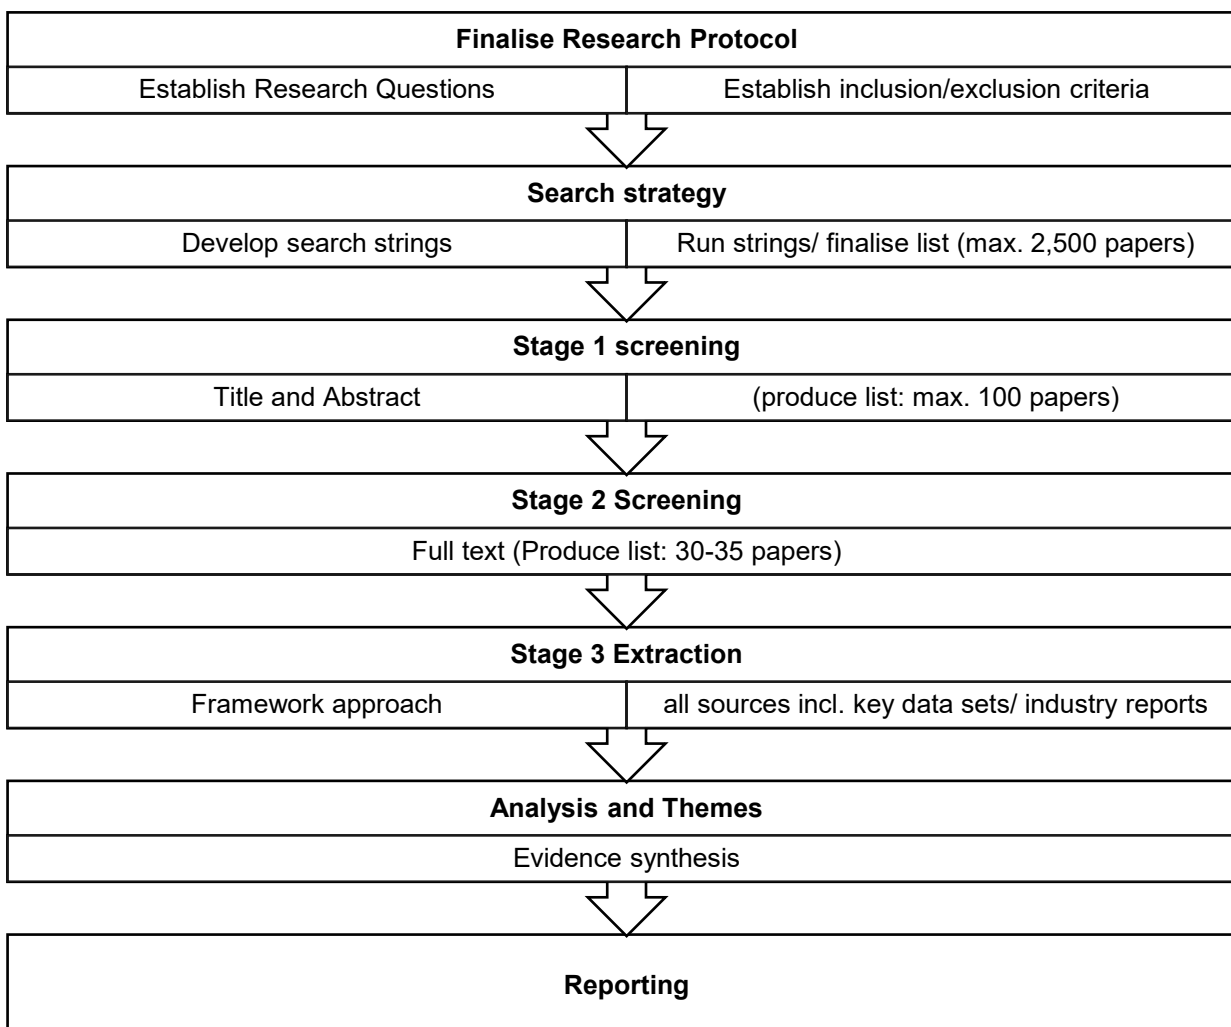 Finalise Research Protocol
Establish Research Questions
Establish inclusion/exclusion criteria
Search strategy
Develop search strings
Run strings/ finalise list (max. 2,500 papers)
Stage 1 screening
Title and Abstract
(produce list: max. 100 papers)
Stage 2 Screening
Full text (Produce list: 30-35 papers)
Stage 3 Extraction
Framework approach
all sources incl. key data sets/ industry reports
Analysis and Themes
Evidence synthesis
Reporting